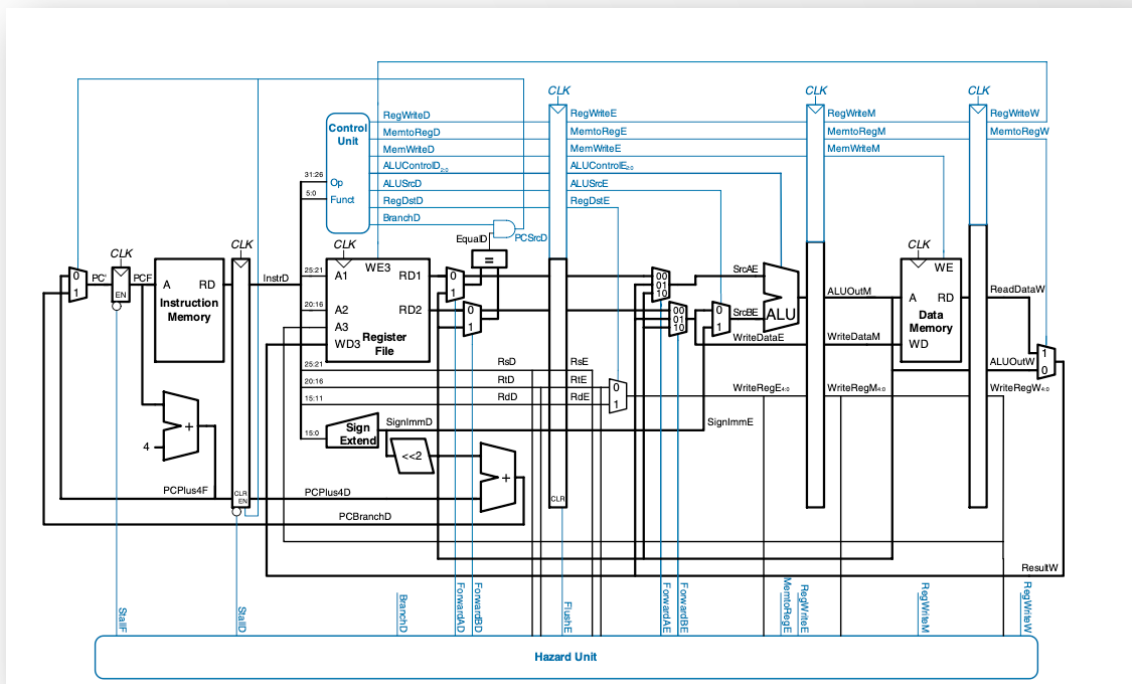 CLK
CLK
CLK
RegWriteD
RegWriteE
RegWriteM
RegWriteW
Control
Unit
MemtoRegD
MemtoRegE
MemtoRegM
MemtoRegW
MemWriteD
MemWriteE
MemWriteM
ALUControlD2:0
ALUControlE2:0
31:26
Op
ALUSrcD
ALUSrcE
5:0
Funct
RegDstD
RegDstE
BranchD
EqualD
PCSrcD
CLK
CLK
CLK
=
0
1
PC'
EN
PCF
A RD
Instruction
Memory
InstrD
25:21
A1
WE3
RD1
20:16
A2
RD2
A3
WD3
Register
File
0
1
0
1
00
01
10
00
01
10
0
1
SrcAE
SrcBE
ALU
WriteDataE
ALUOutM
WriteDataM
CLK
WE
A RD
Data
Memory
WD
ReadDataW
ALUOutW
1
0
25:21
RsD
RsE
20:16
RtD
RtE
15:11
RdD
RdE
0
1
WriteRegE4:0
WriteRegM4:0
WriteRegW4:0
15:0
Sign
Extend
SignImmD
SignImmE
+
4
<<2
+
PCPlus4F
CLR
EN
PCPlus4D
CLR
PCBranchD
ResultW
StallF
StallD
BranchD
ForwardAD
ForwardBD
FlushE
ForwardAE
ForwardBE
MemtoRegE
RegWriteE
RegWriteM
RegWriteW
Hazard Unit